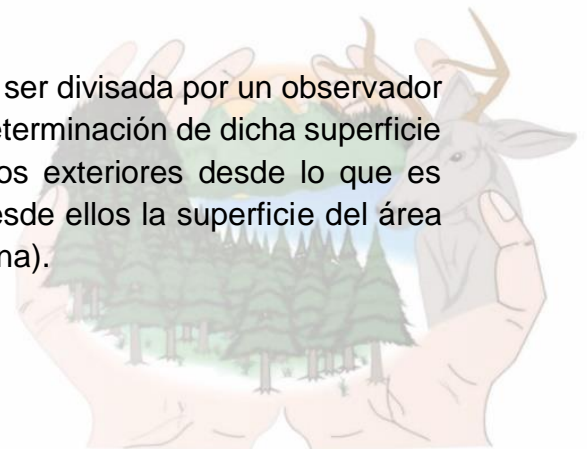 ser divisada por un observador
eterminación de dicha superficie
os exteriores desde lo que es
esde ellos la superficie del área
na).